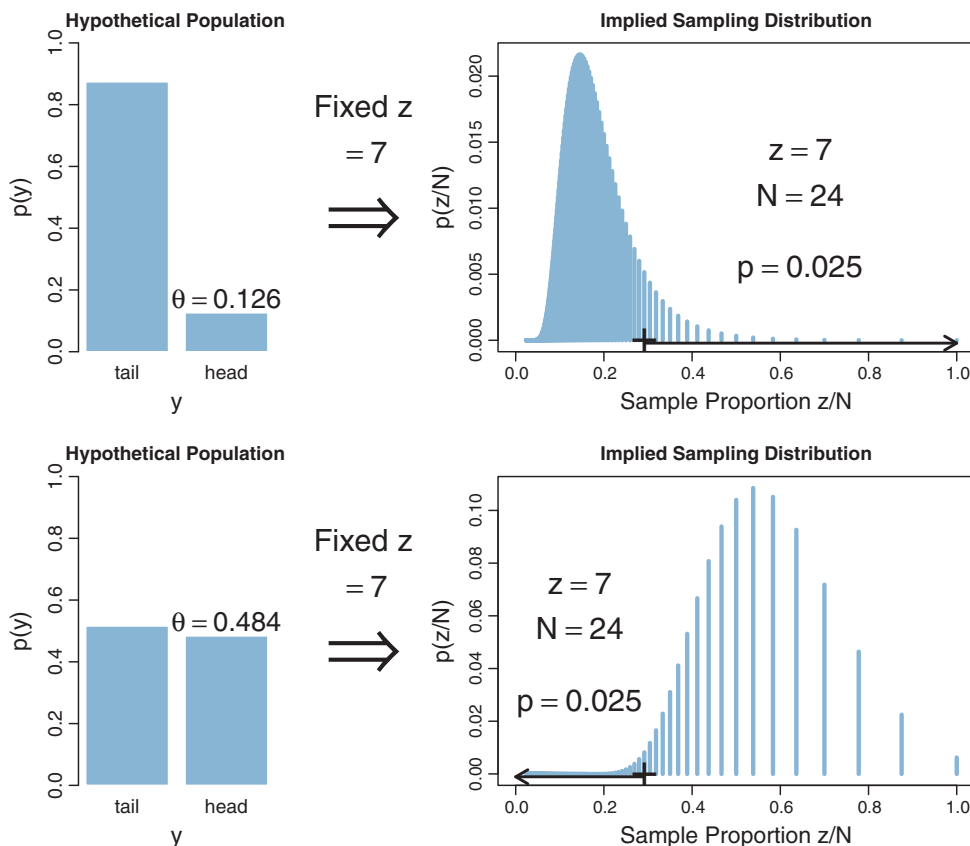 Hypothetical Population
p(y)
0.0 0.2 0.4 0.6 0.8 1.0
θ = 0.126
tail head
y
Fixed z
= 7
⇒
Implied Sampling Distribution
p(z/N)
0.000 0.005 0.010 0.015 0.020
z = 7
N = 24
p = 0.025
0.0 0.2 0.4 0.6 0.8 1.0
Sample Proportion z/N
Hypothetical Population
p(y)
0.0 0.2 0.4 0.6 0.8 1.0
θ = 0.484
tail head
y
Fixed z
= 7
⇒
Implied Sampling Distribution
p(z/N)
0.00 0.02 0.04 0.06 0.08 0.10
z = 7
N = 24
p = 0.025
0.0 0.2 0.4 0.6 0.8 1.0
Sample Proportion z/N